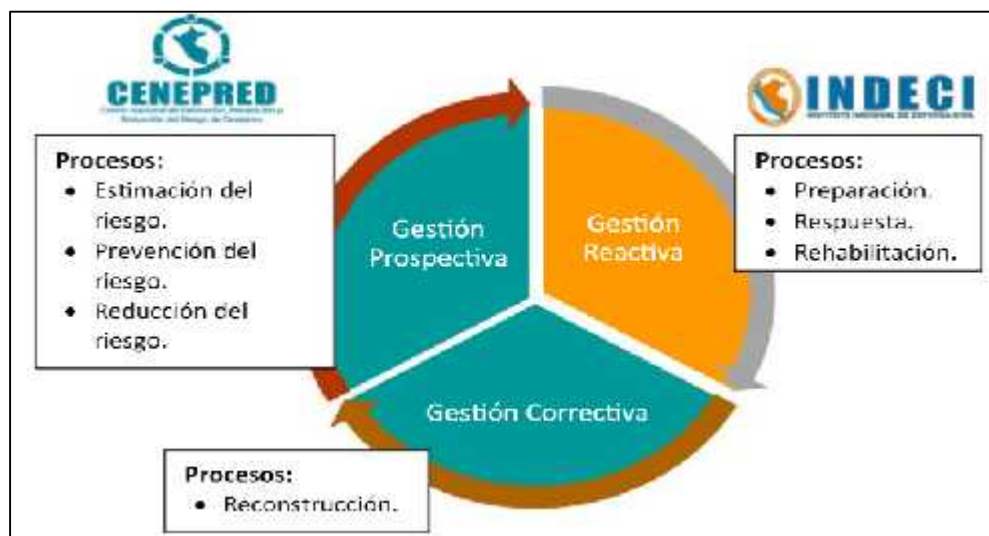 CENEPRED
INDECI
Procesos:
• Estimación del
riesgo.
• Prevención del
riesgo.
• Reducción del
riesgo.
Procesos:
• Preparación.
• Respuesta.
• Rehabilitación.
Gestión
Prospectiva
Gestión
Reactiva
Gestión Correctiva
Procesos:
• Reconstrucción.